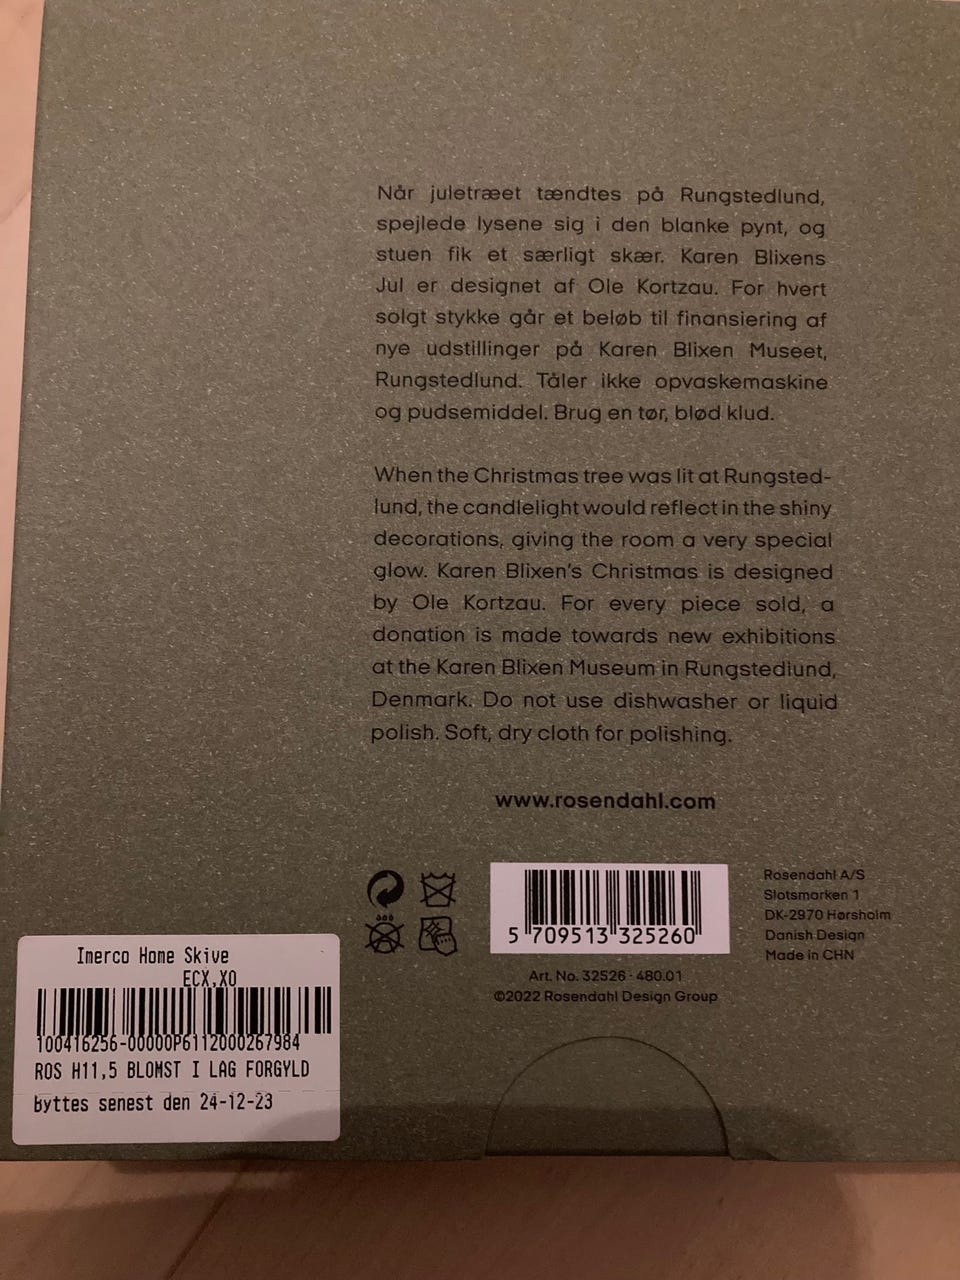 Når juletræet tændtes på Rungstedlund,
spejlede lysene sig i den blanke pynt, og
stuen fik et særligt skær. Karen Blixens
Jul er designet af Ole Kortzau. For hvert
solgt stykke går et beløb til finansiering af
nye udstillinger på Karen Blixen Museet,
Rungstedlund. Tåler ikke opvaskemaskine
og pudsemiddel. Brug en tør, blød klud.
When the Christmas tree was lit at Rungsted-
lund, the candlelight would reflect in the shiny
decorations, giving the room a very special
glow. Karen Blixen's Christmas is designed
by Ole Kortzau. For every piece sold, a
donation is made towards new exhibitions
at the Karen Blixen Museum in Rungstedlund,
Denmark. Do not use dishwasher or liquid
polish. Soft, dry cloth for polishing.
www.rosendahl.com
5 709513 325260
Art. No. 32526 · 480.01
©2022 Rosendahl Design Group
Rosendahl A/S
Slotsmarken 1
DK-2970 Hørsholm
Danish Design
Made in CHN
Imerco Home Skive
ECX,XO
100416256-00000P6112000267984
ROS H11,5 BLOMST I LAG FORGYLD
Byttes senest den 24-12-23